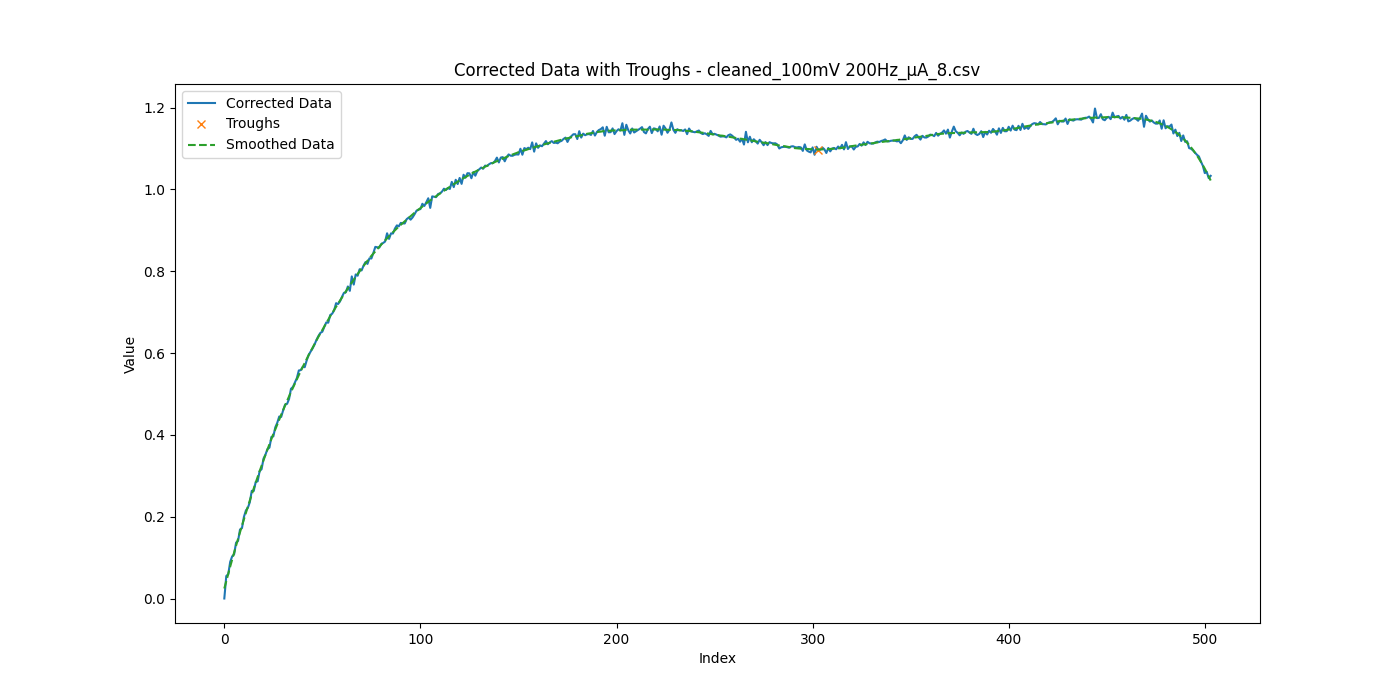 Corrected Data with Troughs - cleaned_100mV 200Hz_µA_8.csv
Corrected Data
Troughs
Smoothed Data
Value
1.2
1.0
0.8
0.6
0.4
0.2
0.0
0
100
200
300
400
500
Index